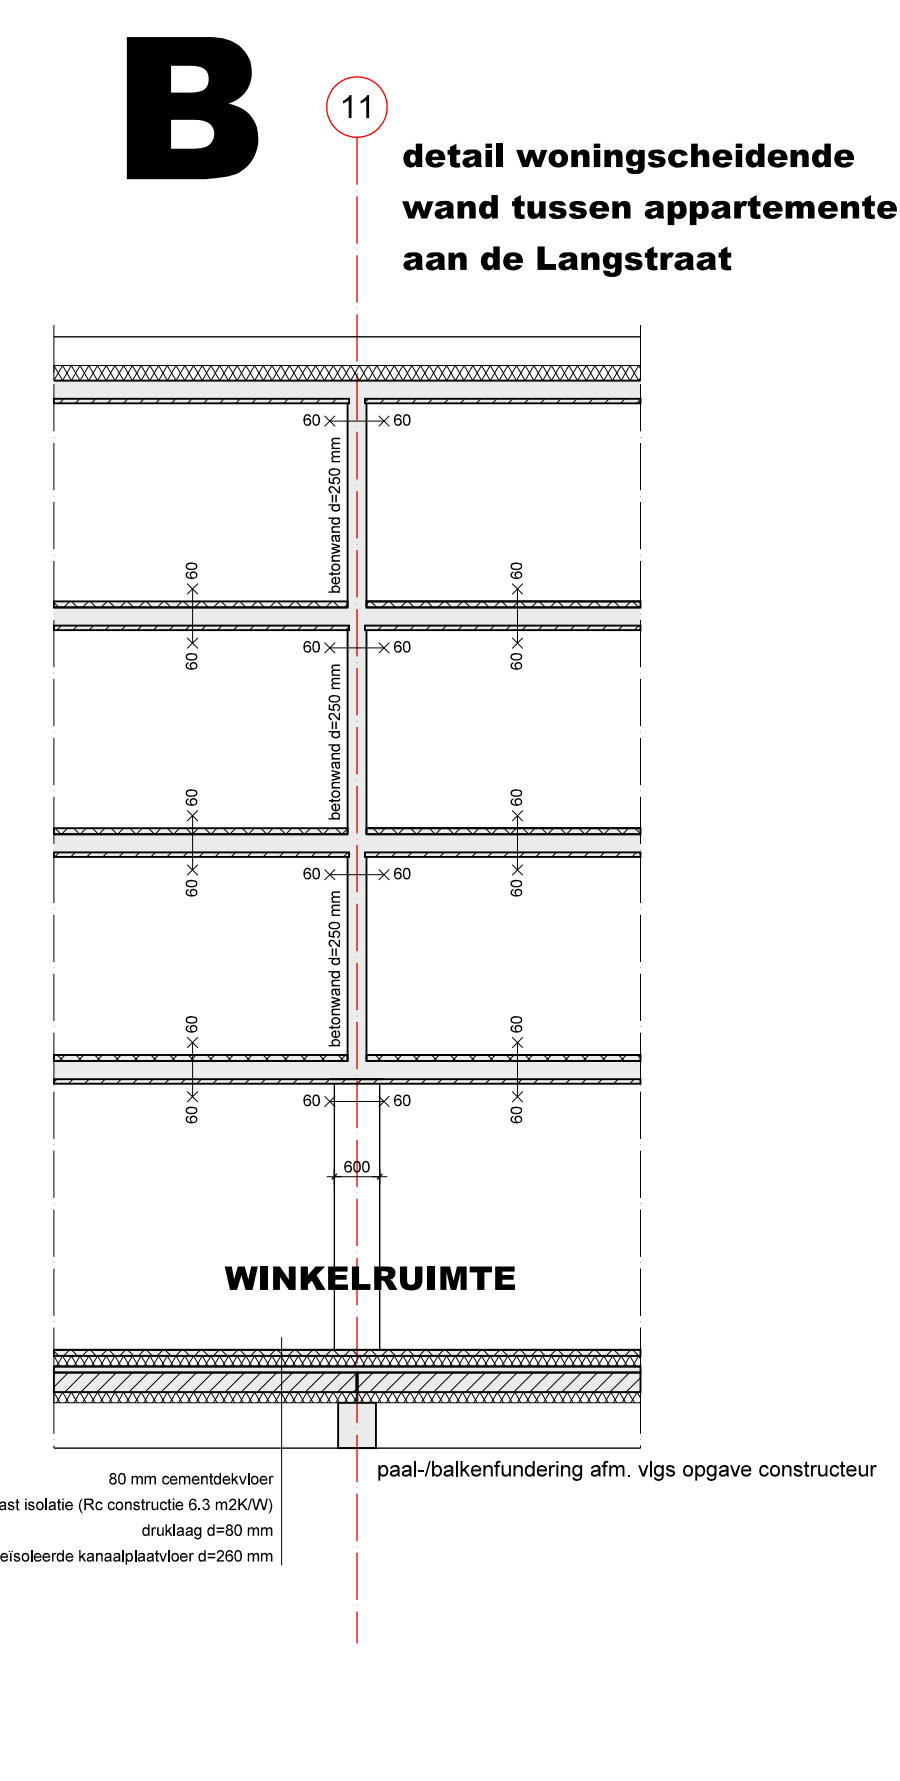 B
11
detail woningscheidende
wand tussen appartemente
aan de Langstraat
60 60
betonwand d=250 mm
60 60
60 60
60 60
betonwand d=250 mm
60 60
60 60
60 60
betonwand d=250 mm
60 60
60 60
60 60
600
WINKELRUIMTE
paal-/balkenfundering afm. vlgs opgave constructeur
80 mm cementdekvloer
ast isolatie (Rc constructie 6.3 m2K/W)
druklaag d=80 mm
eïsoleerde kanaalplaatvloer d=260 mm